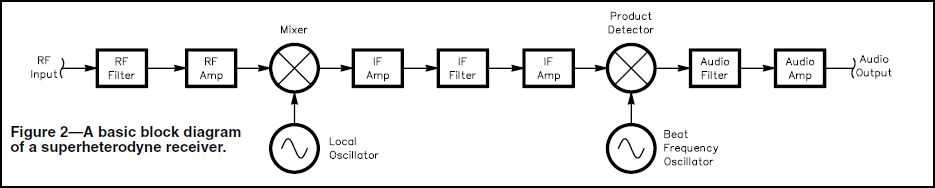 RF
Input
RF
Filter
RF
Amp
Mixer
Local
Oscillator
IF
Amp
IF
Filter
IF
Amp
Product
Detector
Beat
Frequency
Oscillator
Audio
Filter
Audio
Amp
Audio
Output
Figure 2—A basic block diagram
of a superheterodyne receiver.